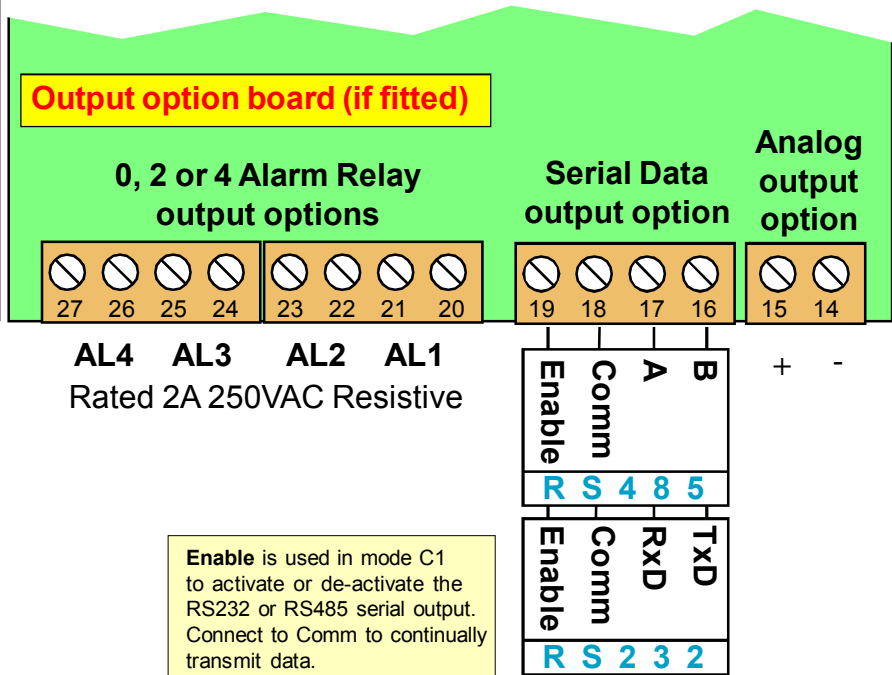 Output option board (if fitted)
0, 2 or 4 Alarm Relay
output options
Serial Data
output option
Analog
output
option
27 26 25 24 23 22 21 20
19 18 17 16
15 14
AL4 AL3 AL2 AL1
Rated 2A 250VAC Resistive
+ -
Enable
Comm
A
B
RS485
Enable
Comm
RxD
TxD
RS232
Enable is used in mode C1
to activate or de-activate the
RS232 or RS485 serial output.
Connect to Comm to continually
transmit data.